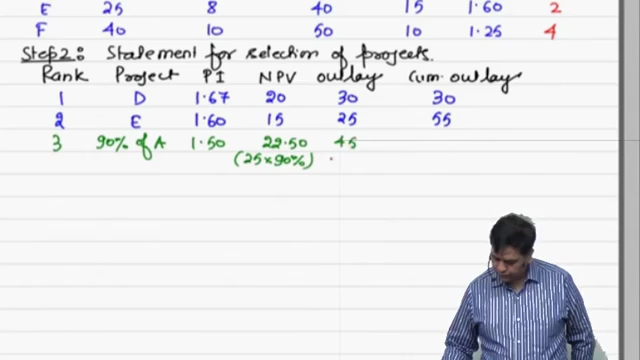 E 25 8 40 15 1.60 2
F 40 10 50 10 1.25 4
Step 2: Statement for selection of projects.
Rank Project PI NPV outlay Cum. outlay
1 D 1.67 20 30 30
2 E 1.60 15 25 55
3 90% of A 1.50 22.50 45
(25×90%)